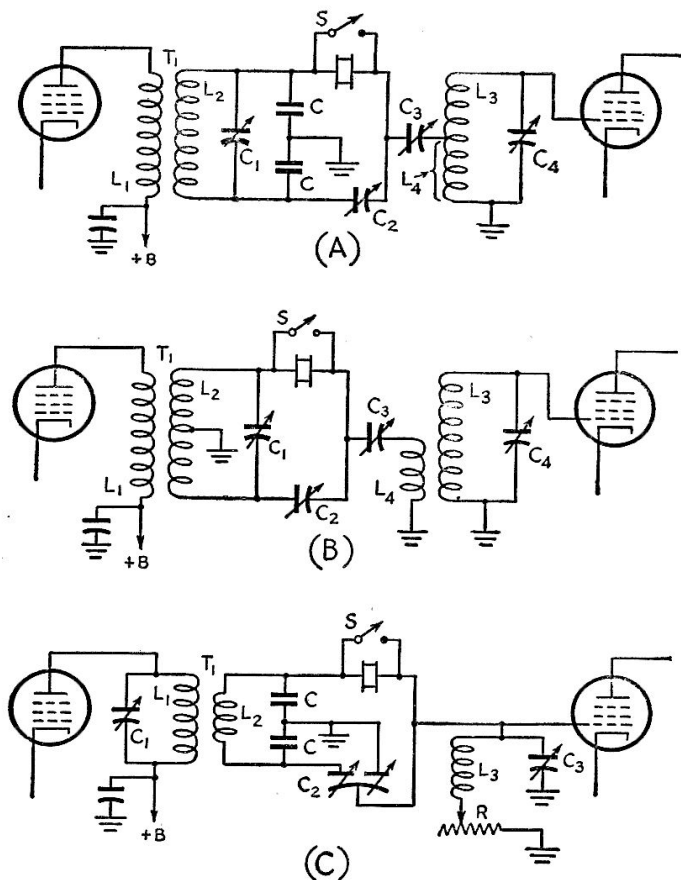 S
T₁
L₂
C
C₃
L₃
C₁
C₄
C
L₄
L₁
C₂
+B
(A)
S
T₁
L₂
C₃
L₃
C₁
C₄
L₁
C₂
L₄
+B
(B)
S
T₁
L₁
C
C₁
L₂
C
C₂
L₃
C₃
R
+B
(C)